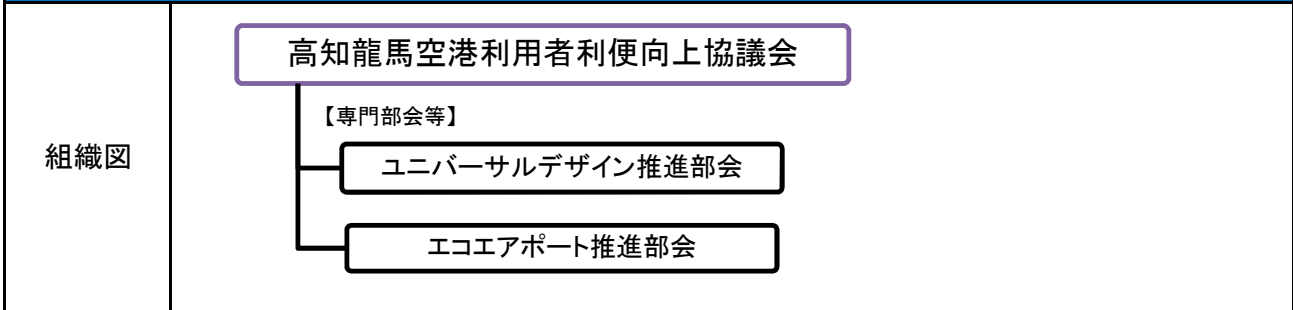 高知龍馬空港利用者利便向上協議会
【専門部会等】
組織図
ユニバーサルデザイン推進部会
エコエアポート推進部会